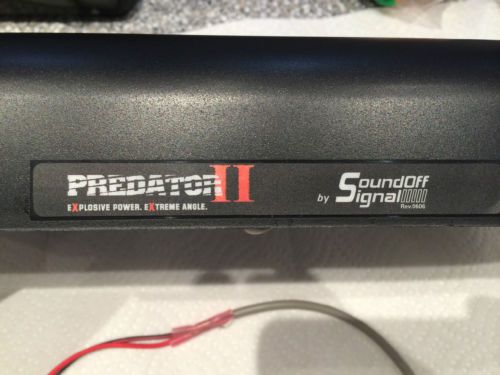 PREDATOR II
EXPLOSIVE POWER. EXTREME ANGLE.
by SoundOff
Signal
Rev.0606